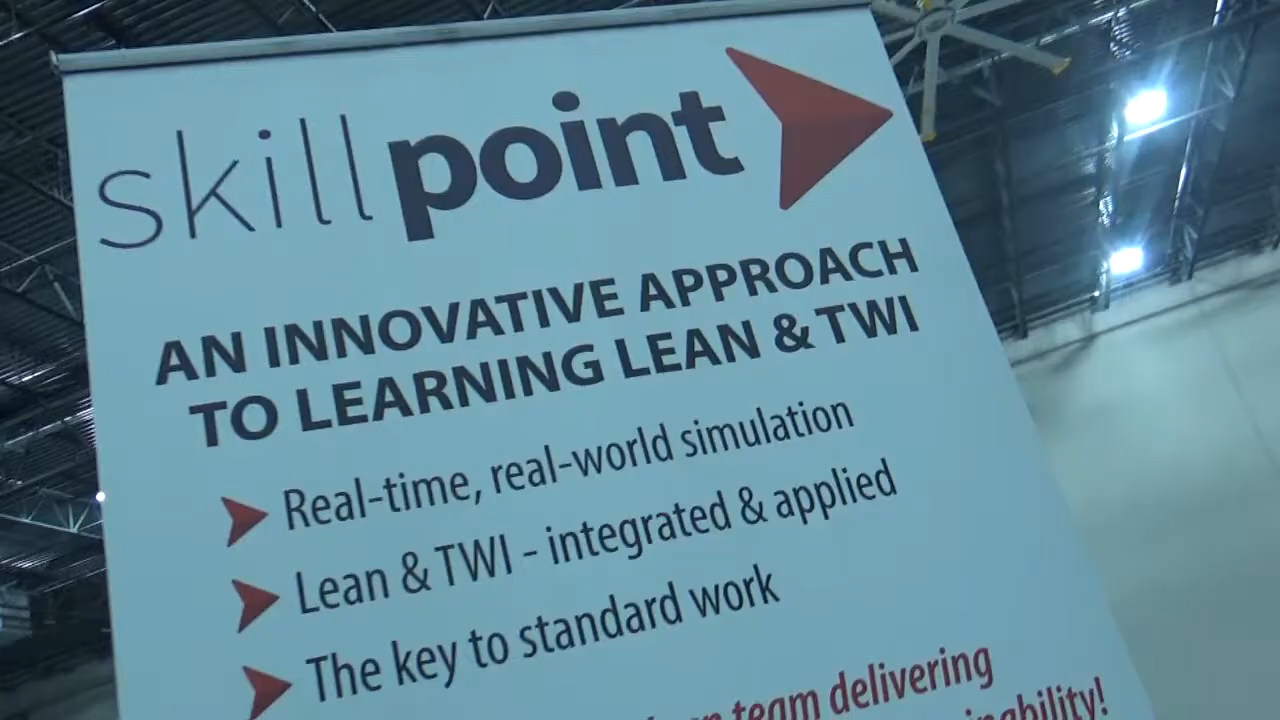 skillpoint
AN INNOVATIVE APPROACH
TO LEARNING LEAN & TWI
Real-time, real-world simulation
Lean & TWI - integrated & applied
The key to standard work
team delivering